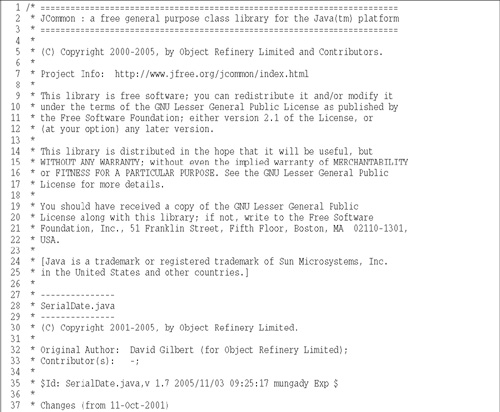 1 /* ========================================================================
2 * JCommon : a free general purpose class library for the Java(tm) platform
3 * ========================================================================
4 *
5 * (C) Copyright 2000-2005, by Object Refinery Limited and Contributors.
6 *
7 * Project Info:  http://www.jfree.org/jcommon/index.html
8 *
9 * This library is free software; you can redistribute it and/or modify it
10 * under the terms of the GNU Lesser General Public License as published by
11 * the Free Software Foundation; either version 2.1 of the License, or
12 * (at your option) any later version.
13 *
14 * This library is distributed in the hope that it will be useful, but
15 * WITHOUT ANY WARRANTY; without even the implied warranty of MERCHANTABILITY
16 * or FITNESS FOR A PARTICULAR PURPOSE. See the GNU Lesser General Public
17 * License for more details.
18 *
19 * You should have received a copy of the GNU Lesser General Public
20 * License along with this library; if not, write to the Free Software
21 * Foundation, Inc., 51 Franklin Street, Fifth Floor, Boston, MA  02110-1301,
22 * USA.
23 *
24 * [Java is a trademark or registered trademark of Sun Microsystems, Inc.
25 * in the United States and other countries.]
26 *
27 * ---------------
28 * SerialDate.java
29 * ---------------
30 * (C) Copyright 2001-2005, by Object Refinery Limited.
31 *
32 * Original Author:  David Gilbert (for Object Refinery Limited);
33 * Contributor(s):   -;
34 *
35 * $Id: SerialDate.java,v 1.7 2005/11/03 09:25:17 mungady Exp $
36 *
37 * Changes (from 11-Oct-2001)